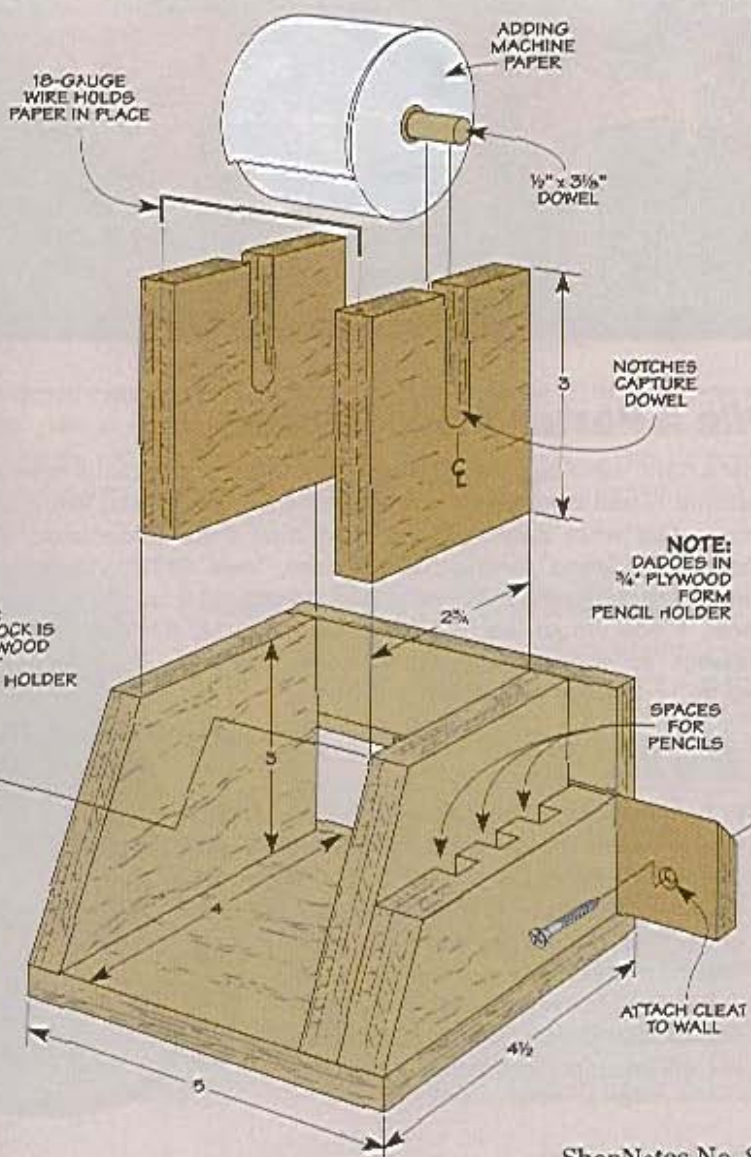 ADDING
MACHINE
PAPER
18-GAUGE
WIRE HOLDS
PAPER IN PLACE
½" x 3⅛"
DOWEL
3
NOTCHES
CAPTURE
DOWEL
℄
NOTE:
DADOES IN
¾" PLYWOOD
FORM
PENCIL HOLDER
2¾
OCK IS
WOOD
HOLDER
SPACES
FOR
PENCILS
3
4
ATTACH CLEAT
TO WALL
4½
5
ShopNotes No.